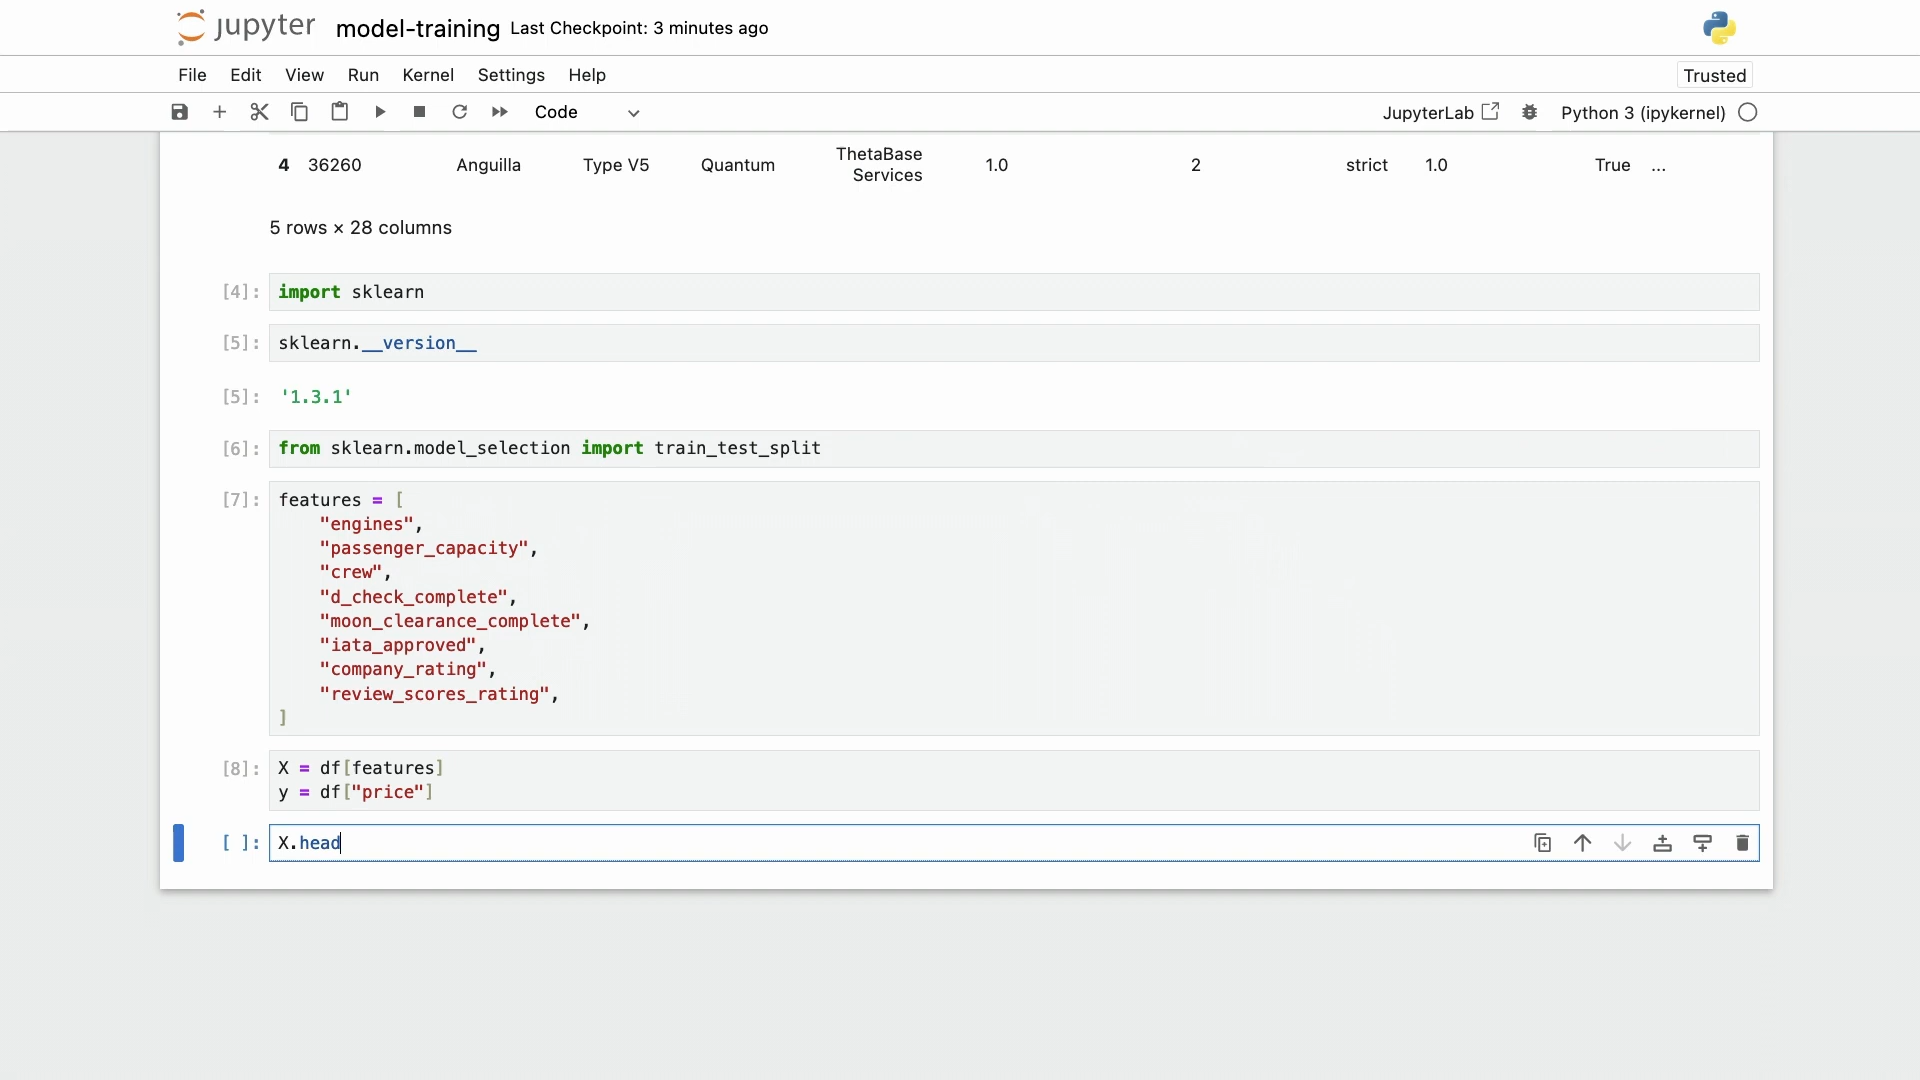 jupyter model-training Last Checkpoint: 3 minutes ago
File Edit View Run Kernel Settings Help Trusted
Code JupyterLab Python 3 (ipykernel)
4 36260 Anguilla Type V5 Quantum ThetaBase Services 1.0 2 strict 1.0 True ...
5 rows × 28 columns
[4]: import sklearn
[5]: sklearn.__version__
[5]: '1.3.1'
[6]: from sklearn.model_selection import train_test_split
[7]: features = [
"engines",
"passenger_capacity",
"crew",
"d_check_complete",
"moon_clearance_complete",
"iata_approved",
"company_rating",
"review_scores_rating",
]
[8]: X = df[features]
y = df["price"]
[ ]: X.head